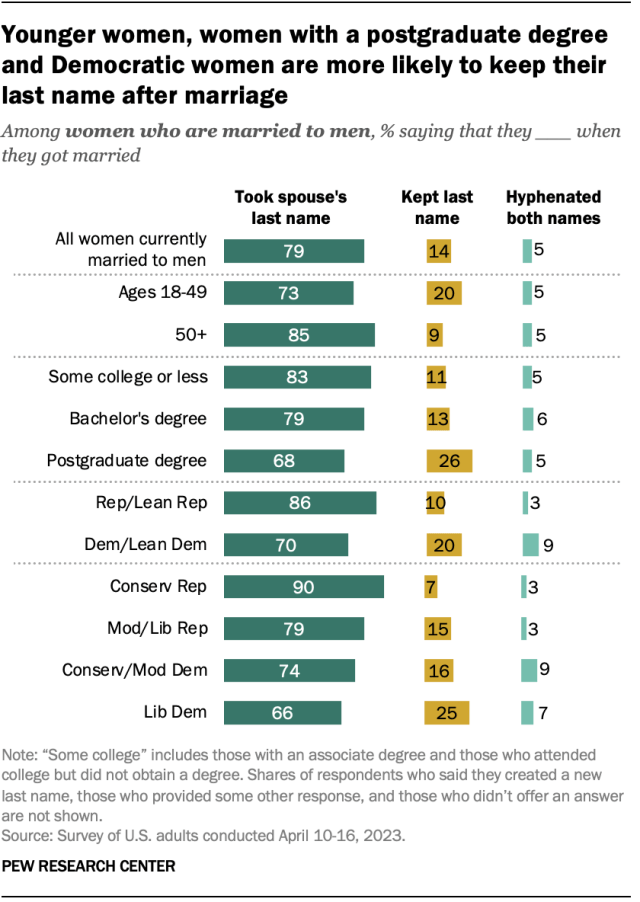 Younger women, women with a postgraduate degree
and Democratic women are more likely to keep their
last name after marriage
Among women who are married to men, % saying that they ___ when
they got married
Took spouse's
last name
Kept last
name
Hyphenated
both names
All women currently
married to men
79 14 5
Ages 18-49 73 20 5
50+ 85 9 5
Some college or less 83 11 5
Bachelor's degree 79 13 6
Postgraduate degree 68 26 5
Rep/Lean Rep 86 10 3
Dem/Lean Dem 70 20 9
Conserv Rep 90 7 3
Mod/Lib Rep 79 15 3
Conserv/Mod Dem 74 16 9
Lib Dem 66 25 7
Note: “Some college” includes those with an associate degree and those who attended
college but did not obtain a degree. Shares of respondents who said they created a new
last name, those who provided some other response, and those who didn’t offer an answer
are not shown.
Source: Survey of U.S. adults conducted April 10-16, 2023.
PEW RESEARCH CENTER